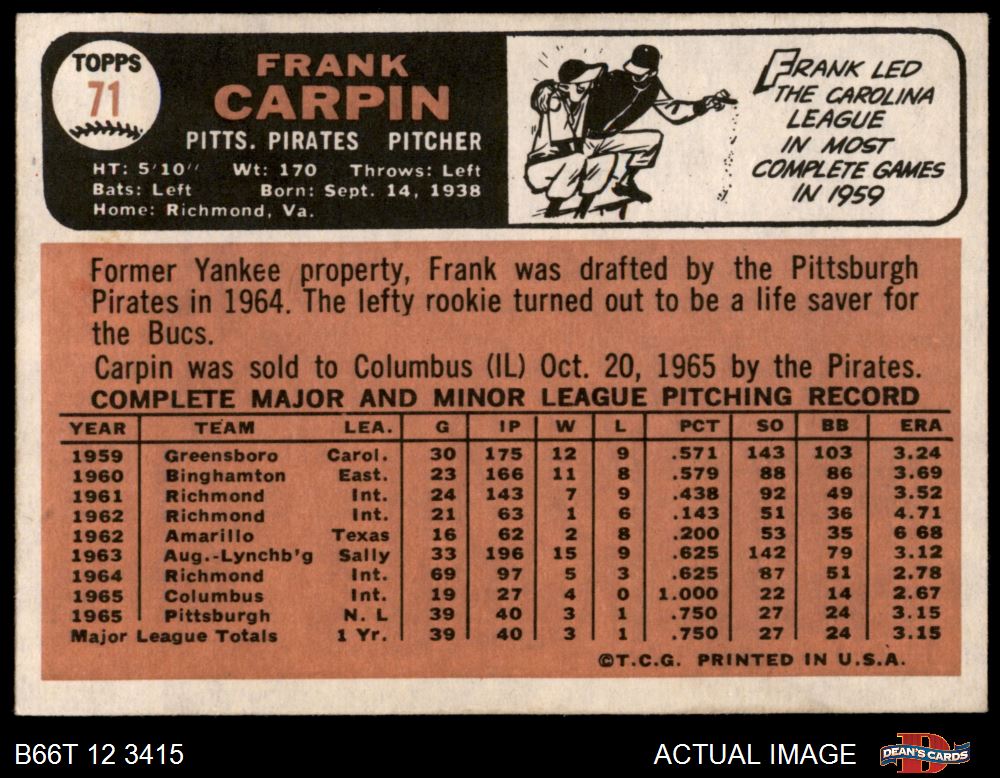 TOPPS
71
FRANK
CARPIN
PITTS. PIRATES PITCHER
HT: 5'10" Wt: 170 Throws: Left
Bats: Left Born: Sept. 14, 1938
Home: Richmond, Va.
FRANK LED
THE CAROLINA
LEAGUE
IN MOST
COMPLETE GAMES
IN 1959
Former Yankee property, Frank was drafted by the Pittsburgh
Pirates in 1964. The lefty rookie turned out to be a life saver for
the Bucs.
Carpin was sold to Columbus (IL) Oct. 20, 1965 by the Pirates.
COMPLETE MAJOR AND MINOR LEAGUE PITCHING RECORD
YEAR TEAM LEA. G IP W L PCT SO BB ERA
1959 Greensboro Carol. 30 175 12 9 .571 143 103 3.24
1960 Binghamton East. 23 166 11 8 .579 88 86 3.69
1961 Richmond Int. 24 143 7 9 .438 92 49 3.52
1962 Richmond Int. 21 63 1 6 .143 51 36 4.71
1962 Amarillo Texas 16 62 2 8 .200 53 35 6 68
1963 Aug.-Lynchb'g Sally 33 196 15 9 .625 142 79 3.12
1964 Richmond Int. 69 97 5 3 .625 87 51 2.78
1965 Columbus Int. 19 27 4 0 1.000 22 14 2.67
1965 Pittsburgh N. L 39 40 3 1 .750 27 24 3.15
Major League Totals 1 Yr. 39 40 3 1 .750 27 24 3.15
©T.C.G. PRINTED IN U.S.A.
B66T 12 3415
ACTUAL IMAGE
DEAN'S CARDS